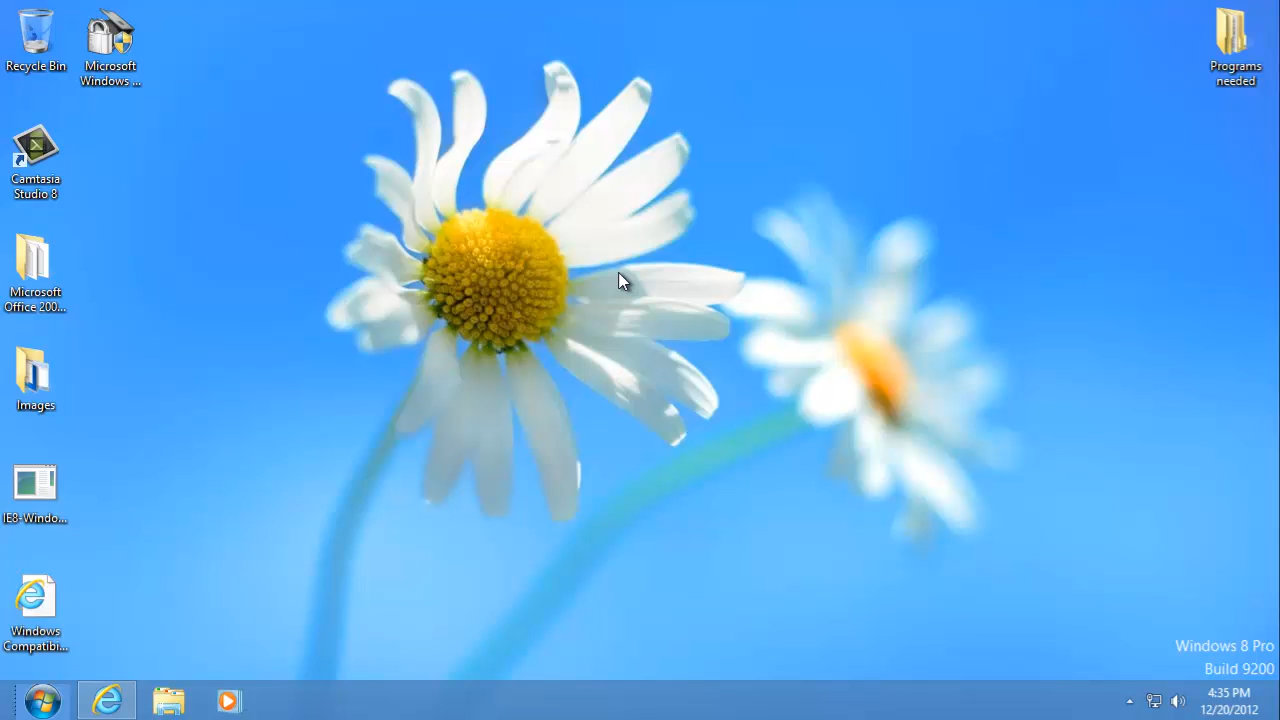 Recycle Bin
Microsoft
Windows ...
Programs
needed
Camtasia
Studio 8
Microsoft
Office 200...
Images
IE8-Windo...
Windows
Compatibi...
Windows 8 Pro
Build 9200
4:35 PM
12/20/2012